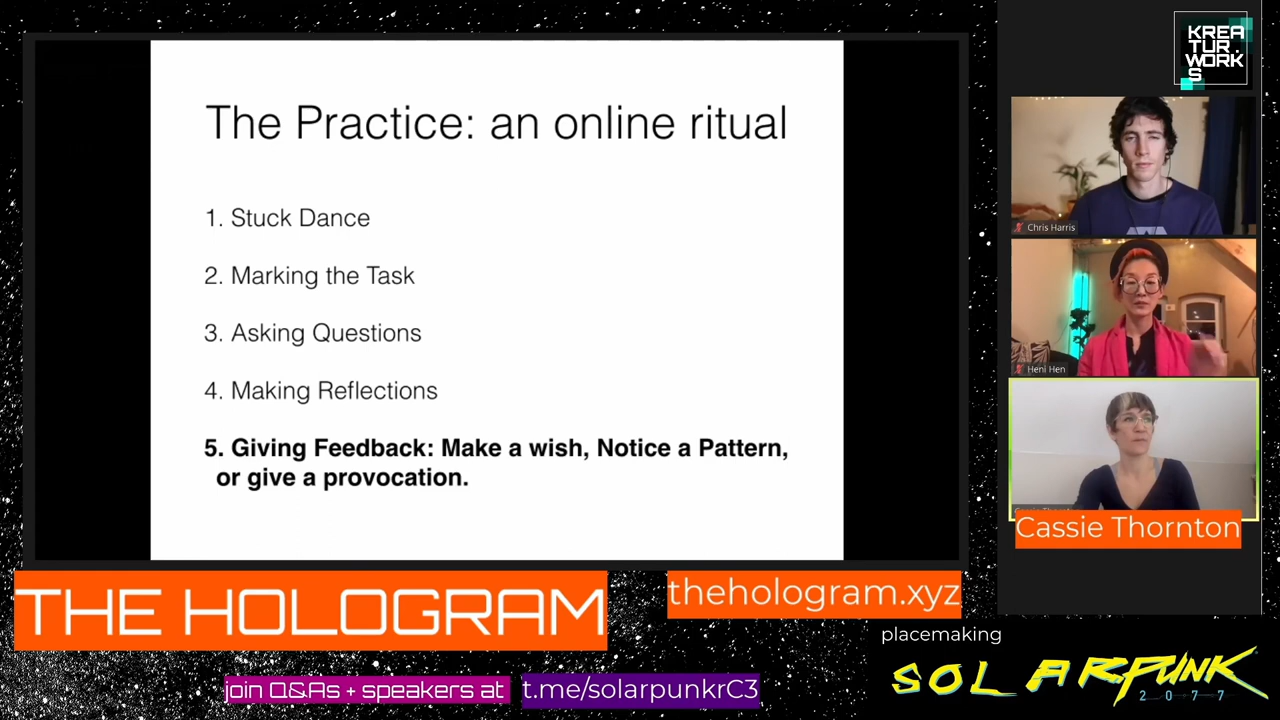 The Practice: an online ritual
1. Stuck Dance
2. Marking the Task
3. Asking Questions
4. Making Reflections
5. Giving Feedback: Make a wish, Notice a Pattern,
or give a provocation.
KREA
TUR.
WORK
S
Chris Harris
Heni Hen
Cassie Thornton
THE HOLOGRAM
thehologram.xyz
placemaking
SOLARPUNK
2077
join Q&As + speakers at
t.me/solarpunkrC3